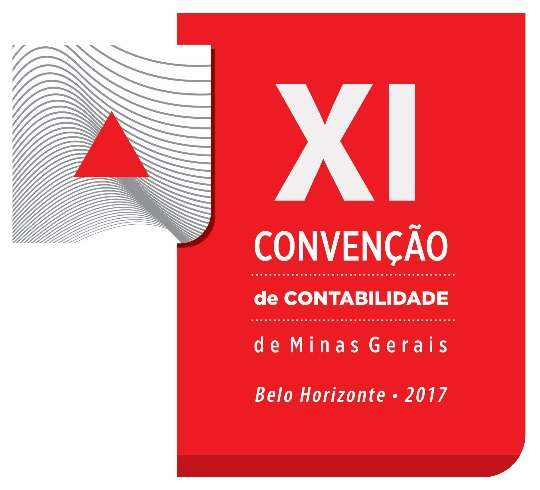 XI
CONVENÇÃO
de CONTABILIDADE
de Minas Gerais
Belo Horizonte • 2017